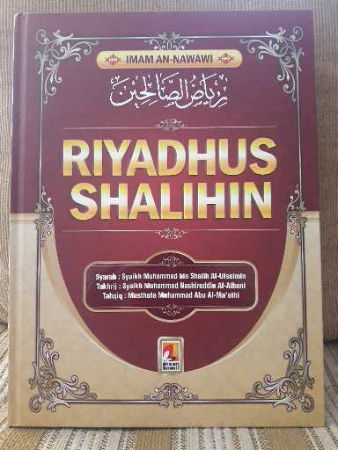 IMAM AN-NAWAWI
رياض الصالحين
RIYADHUS
SHALIHIN
Syarah : Syaikh Muhammad bin Shalih Al-Utsaimin
Takhrij : Syaikh Muhammad Nashiruddin Al-Albani
Tahqiq : Musthafa Muhammad Abu Al-Ma'athi